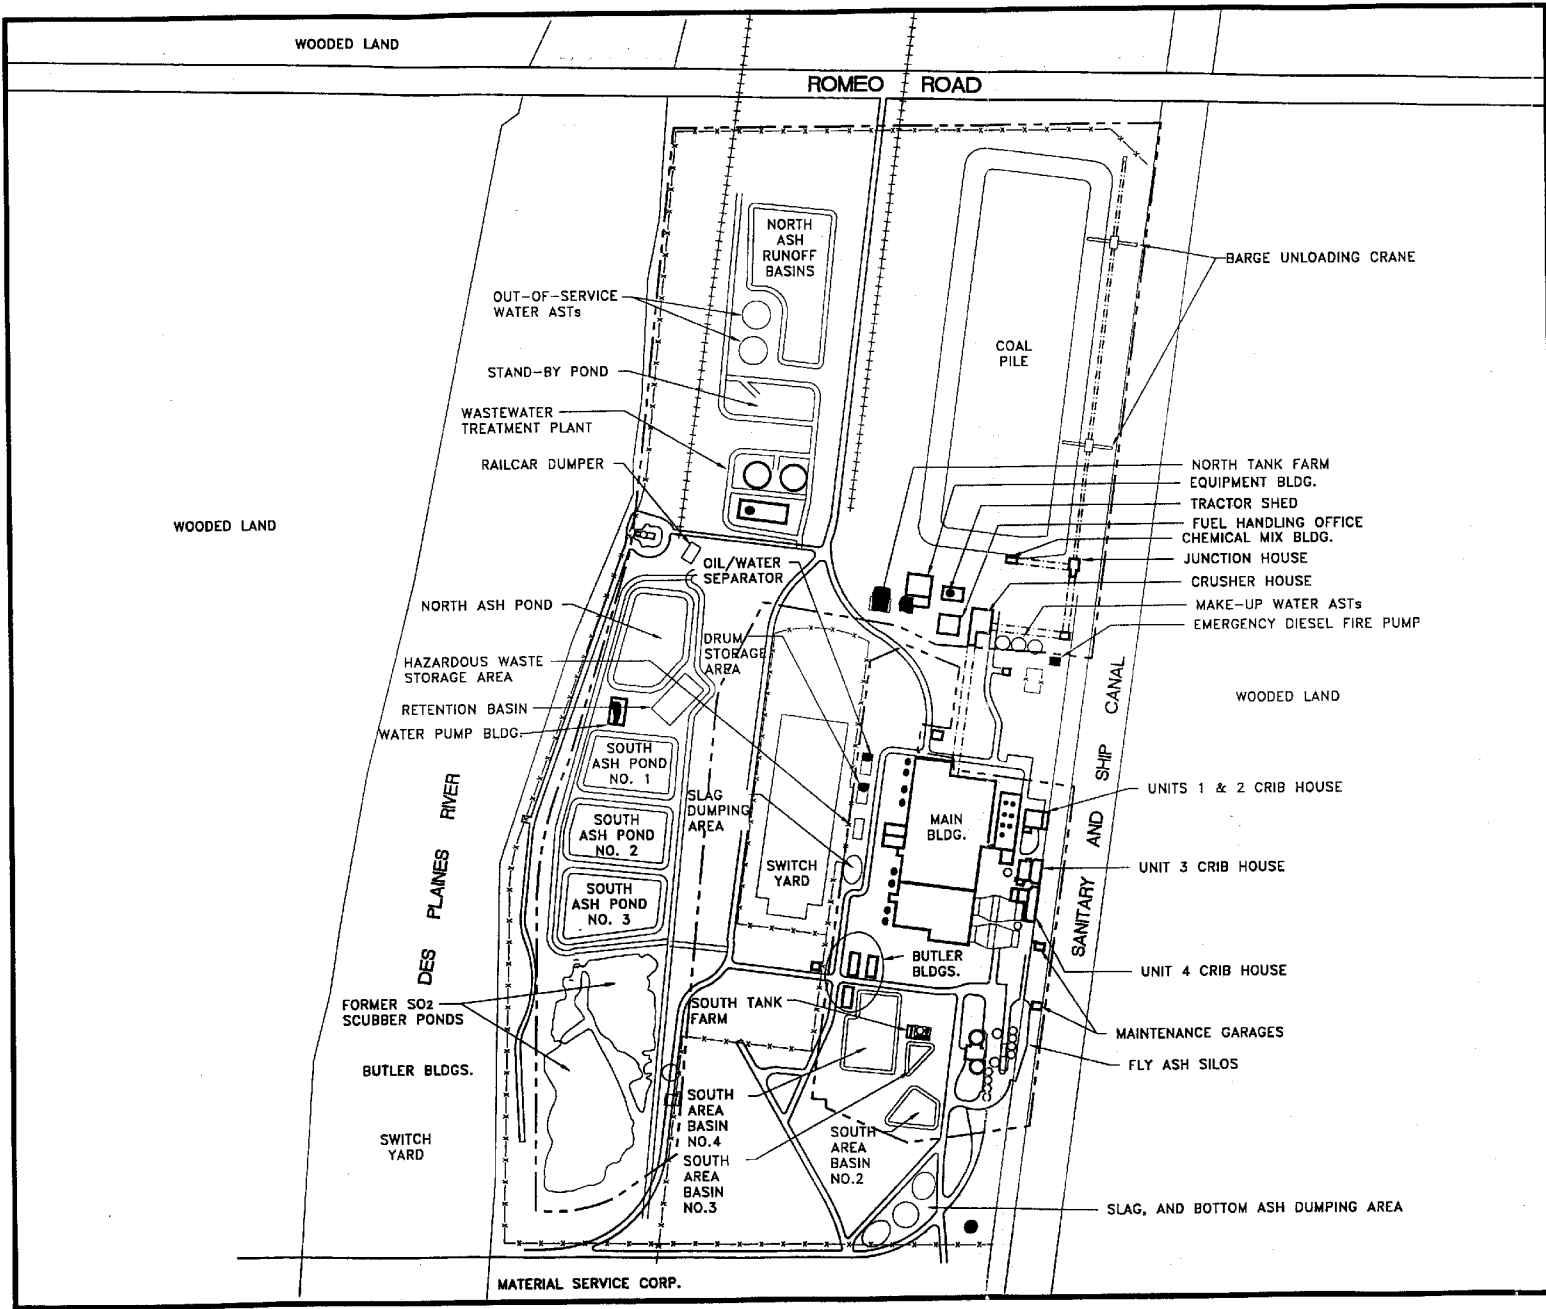 WOODED LAND
ROMEO ROAD
NORTH
ASH
RUNOFF
BASINS
BARGE UNLOADING CRANE
OUT-OF-SERVICE
WATER ASTs
COAL
PILE
STAND-BY POND
WASTEWATER
TREATMENT PLANT
RAILCAR DUMPER
NORTH TANK FARM
EQUIPMENT BLDG.
TRACTOR SHED
FUEL HANDLING OFFICE
CHEMICAL MIX BLDG.
JUNCTION HOUSE
CRUSHER HOUSE
MAKE-UP WATER ASTs
EMERGENCY DIESEL FIRE PUMP
WOODED LAND
OIL/WATER
SEPARATOR
NORTH ASH POND
DRUM
STORAGE
AREA
HAZARDOUS WASTE
STORAGE AREA
RETENTION BASIN
WATER PUMP BLDG.
WOODED LAND
SANITARY AND SHIP CANAL
SOUTH
ASH POND
NO. 1
SOUTH
ASH POND
NO. 2
SOUTH
ASH POND
NO. 3
DES PLAINES RIVER
SLAG
DUMPING
AREA
SWITCH
YARD
MAIN
BLDG.
UNITS 1 & 2 CRIB HOUSE
UNIT 3 CRIB HOUSE
BUTLER
BLDGS.
UNIT 4 CRIB HOUSE
FORMER SO2
SCUBBER PONDS
SOUTH TANK
FARM
MAINTENANCE GARAGES
FLY ASH SILOS
BUTLER BLDGS.
SOUTH
AREA
BASIN
NO.4
SWITCH
YARD
SOUTH
AREA
BASIN
NO.3
SOUTH
AREA
BASIN
NO.2
SLAG, AND BOTTOM ASH DUMPING AREA
MATERIAL SERVICE CORP.